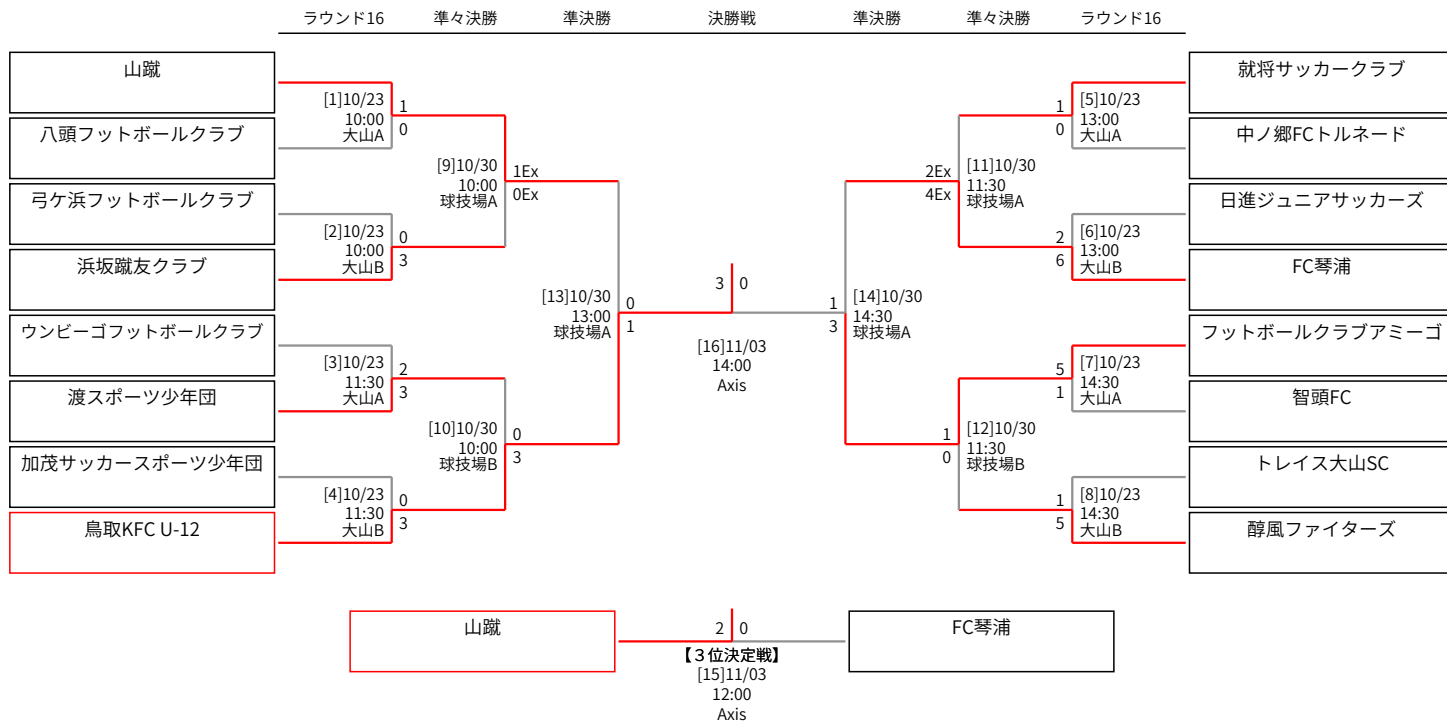 ラウンド16 準々決勝 準決勝 決勝戦 準決勝 準々決勝 ラウンド16
山蹴
[1]10/23
10:00
大山A
1
0
八頭フットボールクラブ
[9]10/30
10:00
球技場A
1Ex
0Ex
弓ケ浜フットボールクラブ
[2]10/23
10:00
大山B
0
3
浜坂蹴友クラブ
[13]10/30
13:00
球技場A
0
1
ウンビーゴフットボールクラブ
[3]10/23
11:30
大山A
2
3
渡スポーツ少年団
[10]10/30
10:00
球技場B
0
3
加茂サッカースポーツ少年団
[4]10/23
11:30
大山B
0
3
鳥取KFC U-12
3 0
[16]11/03
14:00
Axis
就将サッカークラブ
1
0
[5]10/23
13:00
大山A
中ノ郷FCトルネード
2Ex
4Ex
[11]10/30
11:30
球技場A
日進ジュニアサッカーズ
2
6
[6]10/23
13:00
大山B
FC琴浦
1
3
[14]10/30
14:30
球技場A
フットボールクラブアミーゴ
5
1
[7]10/23
14:30
大山A
智頭FC
1
0
[12]10/30
11:30
球技場B
トレイス大山SC
1
5
[8]10/23
14:30
大山B
醇風ファイターズ
山蹴
2 0
FC琴浦
【３位決定戦】
[15]11/03
12:00
Axis